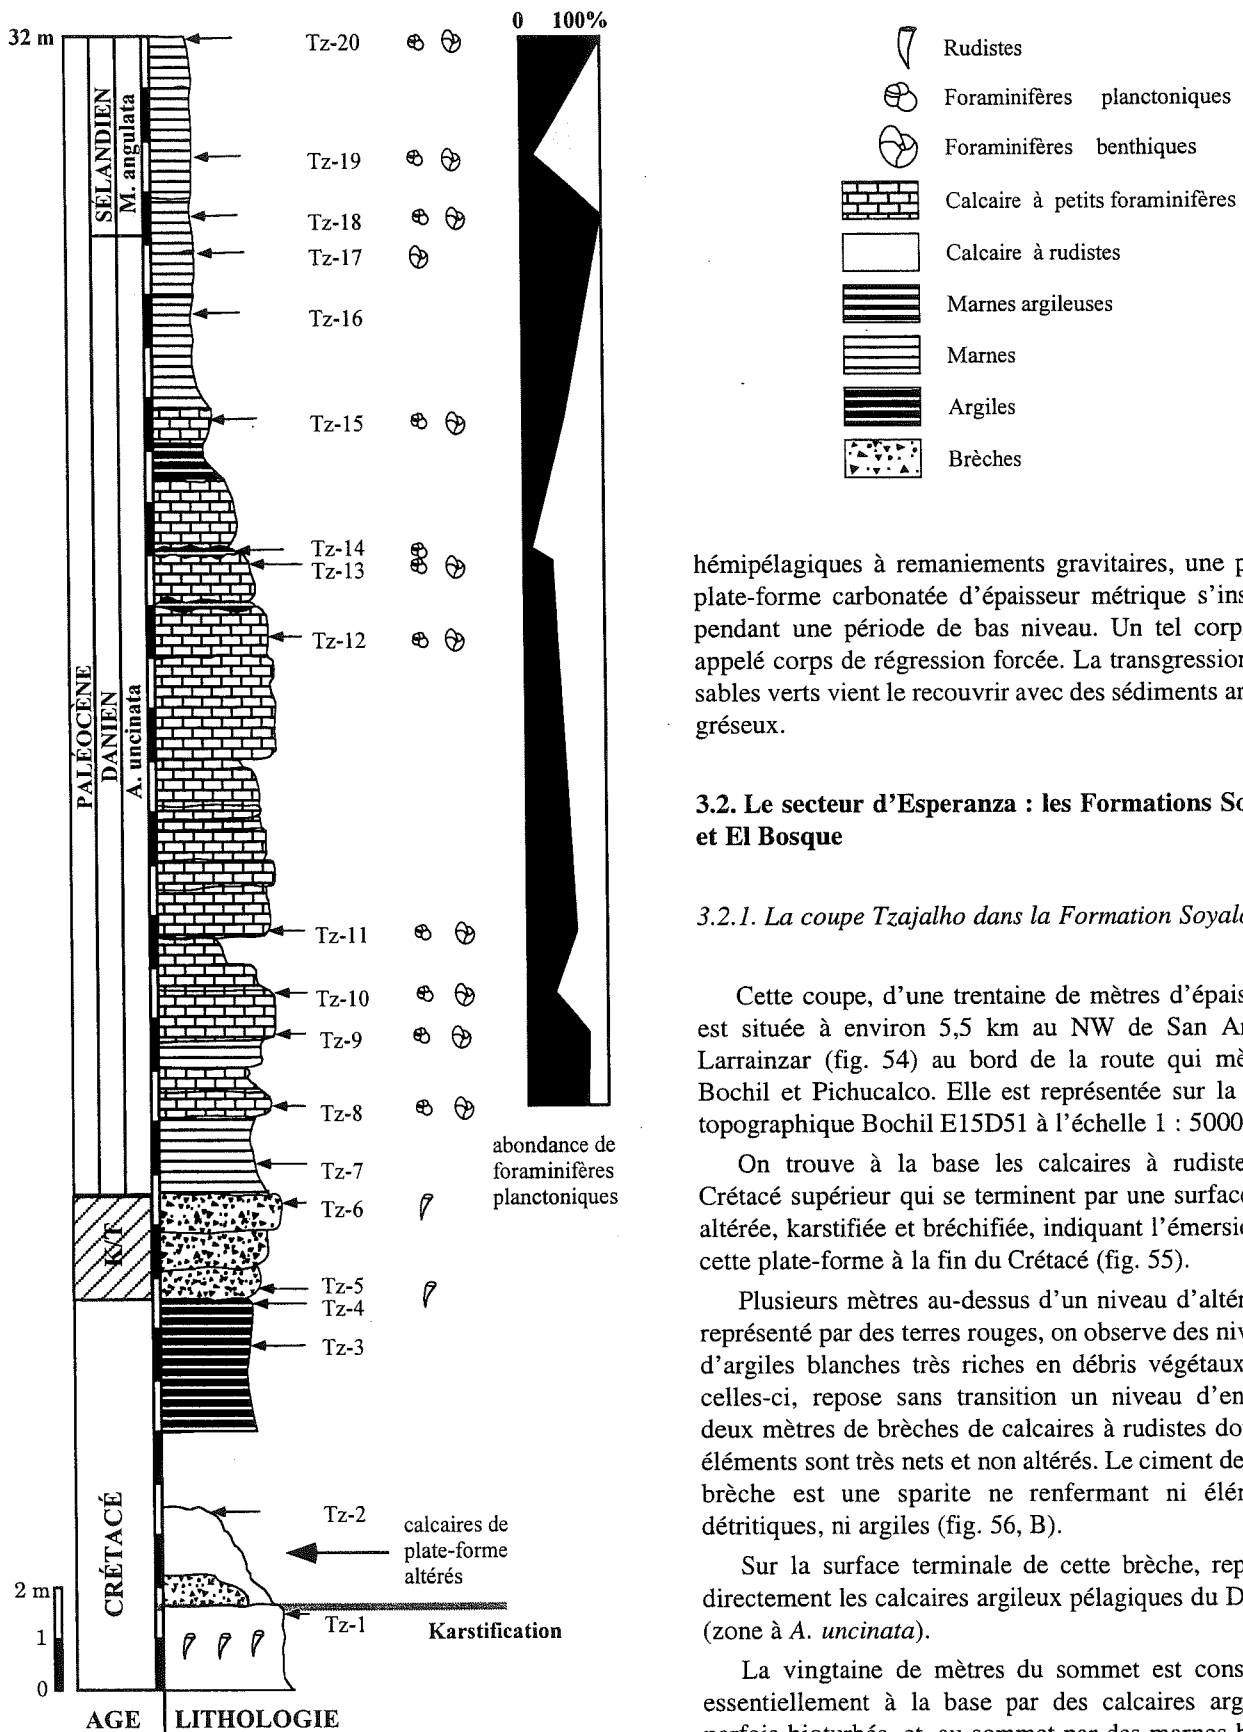 0 100%
32 m
Tz-20
Tz-19
Tz-18
Tz-17
Tz-16
Tz-15
Tz-14
Tz-13
Tz-12
Tz-11
Tz-10
Tz-9
Tz-8
Tz-7
Tz-6
Tz-5
Tz-4
Tz-3
Tz-2
Tz-1
SÉLANDIEN
M. angulata
PALÉOCÈNE
DANIEN
A. uncinata
K/T
CRÉTACÉ
abondance de
foraminifères
planctoniques
calcaires de
plate-forme
altérés
Karstification
2 m
1
0
AGE LITHOLOGIE
Rudistes
Foraminifères planctoniques
Foraminifères benthiques
Calcaire à petits foraminifères
Calcaire à rudistes
Marnes argileuses
Marnes
Argiles
Brèches
hémipélagiques à remaniements gravitaires, une p
plate-forme carbonatée d'épaisseur métrique s'ins
pendant une période de bas niveau. Un tel corp
appelé corps de régression forcée. La transgression
sables verts vient le recouvrir avec des sédiments ar
gréseux.
3.2. Le secteur d'Esperanza : les Formations So
et El Bosque
3.2.1. La coupe Tzajalho dans la Formation Soyal
Cette coupe, d'une trentaine de mètres d'épais
est située à environ 5,5 km au NW de San A
Larrainzar (fig. 54) au bord de la route qui mè
Bochil et Pichucalco. Elle est représentée sur la
topographique Bochil E15D51 à l'échelle 1 : 5000
On trouve à la base les calcaires à rudiste
Crétacé supérieur qui se terminent par une surface
altérée, karstifiée et bréchifiée, indiquant l'émersi
cette plate-forme à la fin du Crétacé (fig. 55).
Plusieurs mètres au-dessus d'un niveau d'altér
représenté par des terres rouges, on observe des niv
d'argiles blanches très riches en débris végétaux
celles-ci, repose sans transition un niveau d'en
deux mètres de brèches de calcaires à rudistes do
éléments sont très nets et non altérés. Le ciment de
brèche est une sparite ne renfermant ni élém
détritiques, ni argiles (fig. 56, B).
Sur la surface terminale de cette brèche, rep
directement les calcaires argileux pélagiques du D
(zone à A. uncinata).
La vingtaine de mètres du sommet est cons
essentiellement à la base par des calcaires arg